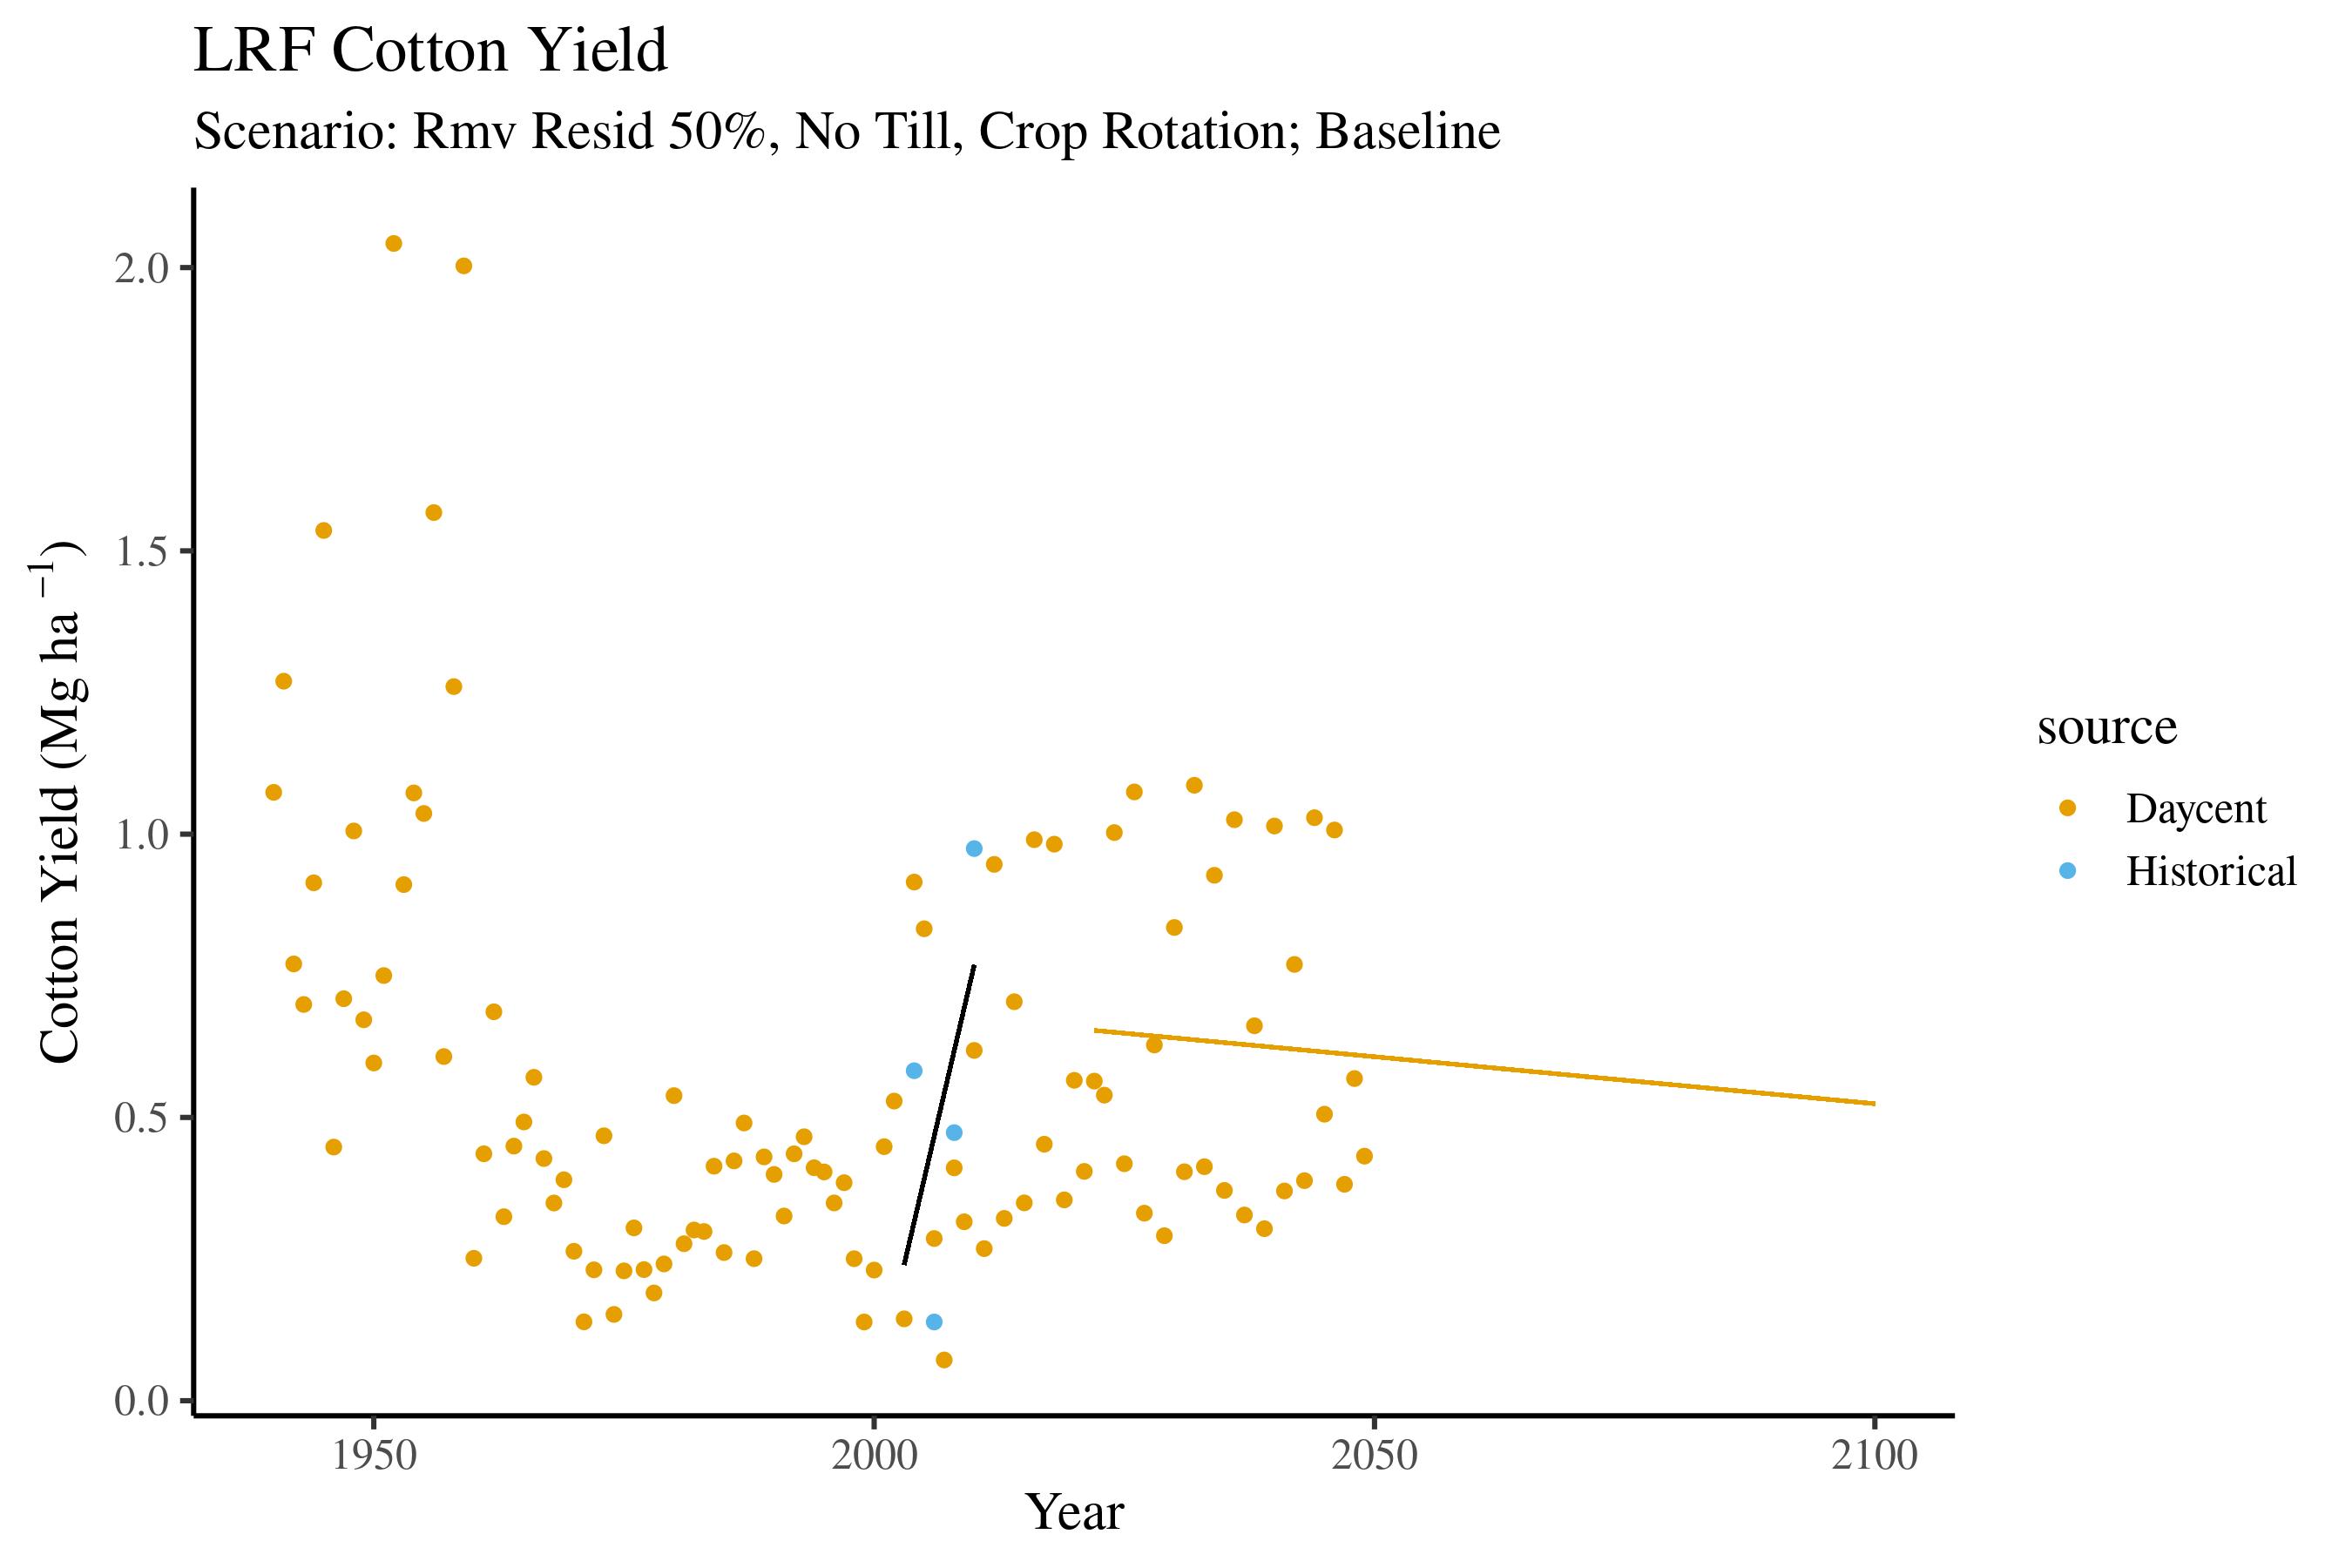 LRF Cotton Yield
Scenario: Rmv Resid 50%, No Till, Crop Rotation; Baseline
Cotton Yield (Mg ha −1)
2.0
1.5
1.0
0.5
0.0
1950 2000 2050 2100
Year
source
Daycent
Historical